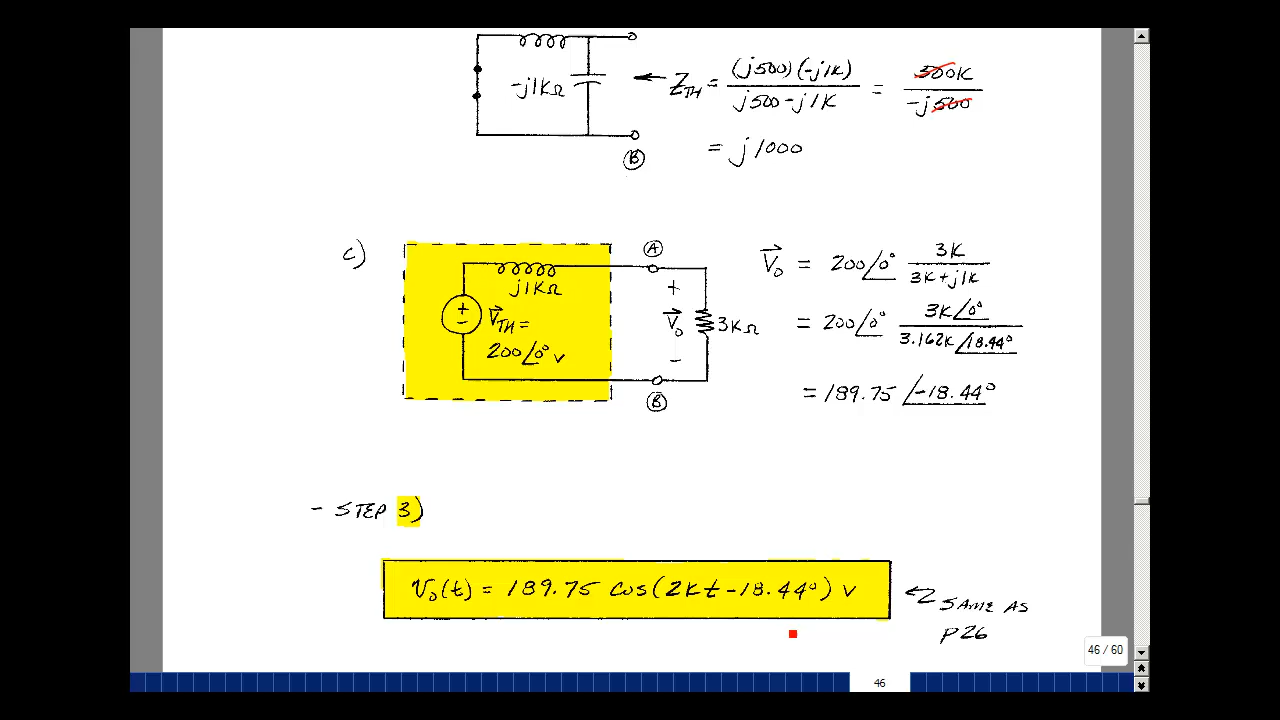 -j1KΩ
Z_TH = (j500)(-j1K) / (j500-j1K) = 500K / -j500
= j1000
B
c)
A
j1KΩ
+
-
V_TH =
200∠0° V
+
V_o
-
3KΩ
B
V_o = 200∠0° 3K / (3K+j1K)
= 200∠0° 3K∠0° / 3.162K∠18.44°
= 189.75 ∠-18.44°
- STEP 3)
V_o(t) = 189.75 cos(2Kt-18.44°) V
SAME AS
P26
46 / 60
46